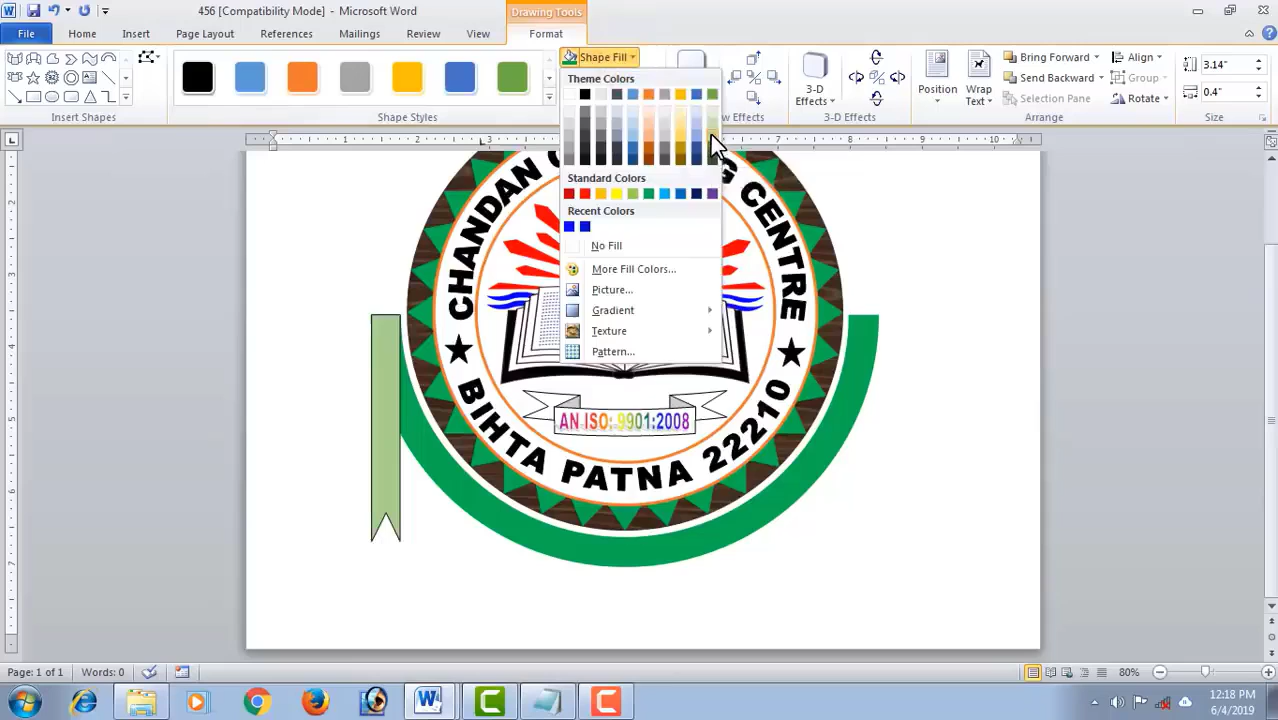 456 [Compatibility Mode] - Microsoft Word
Drawing Tools
File
Home
Insert
Page Layout
References
Mailings
Review
View
Format
Shape Fill
Theme Colors
Standard Colors
Recent Colors
No Fill
More Fill Colors...
Picture...
Gradient
Texture
Pattern...
3-D
Effects
Position
Wrap
Text
Bring Forward
Send Backward
Selection Pane
Align
Group
Rotate
3.14"
0.4"
Insert Shapes
Shape Styles
3-D Effects
Arrange
Size
CHANDAN
CENTRE
AN ISO: 9901:2008
BIHTA PATNA 22210
Page: 1 of 1
Words: 0
80%
12:18 PM
6/4/2019